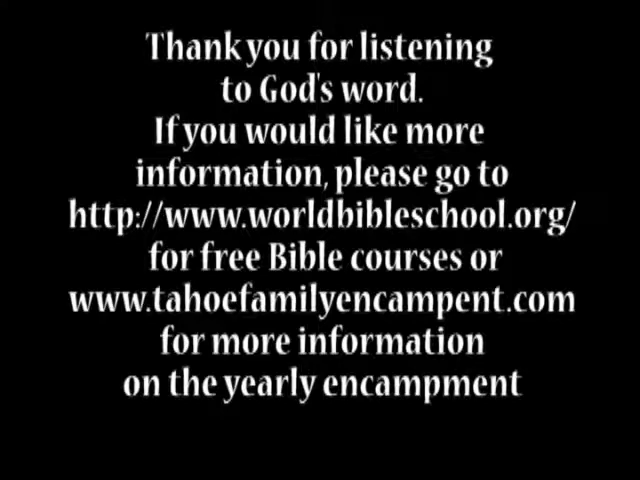 Thank you for listening
to God's word.
If you would like more
information, please go to
http://www.worldbibleschool.org/
for free Bible courses or
www.tahoefamilyencampent.com
for more information
on the yearly encampment